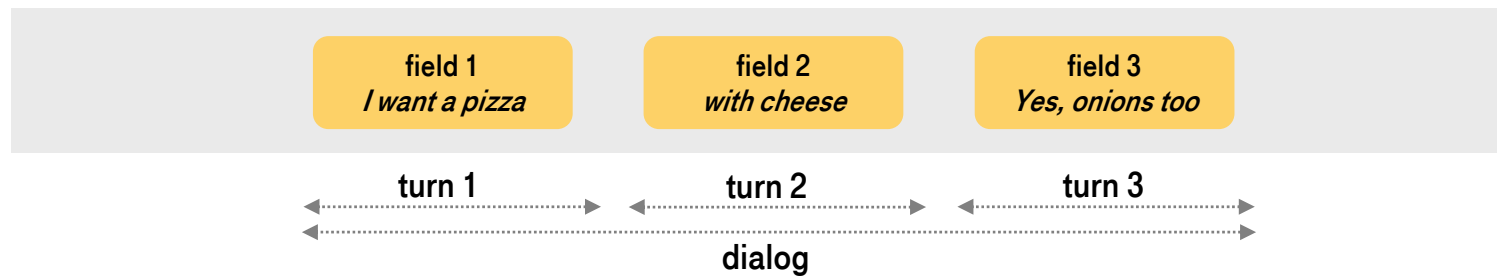 field 1
I want a pizza
field 2
with cheese
field 3
Yes, onions too
turn 1
turn 2
turn 3
dialog